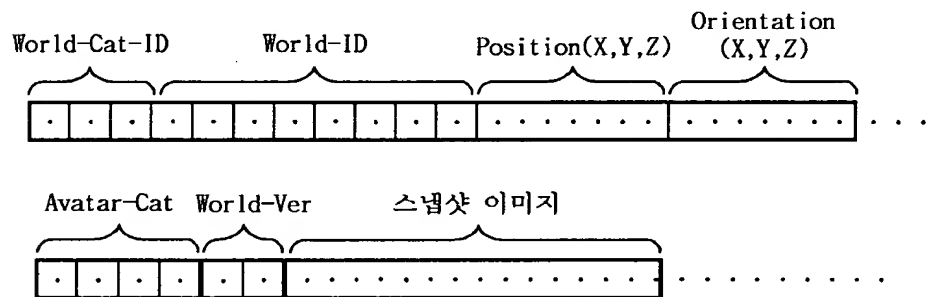 World-Cat-ID World-ID Position(X,Y,Z) Orientation
(X,Y,Z)
Avatar-Cat World-Ver 스냅샷 이미지